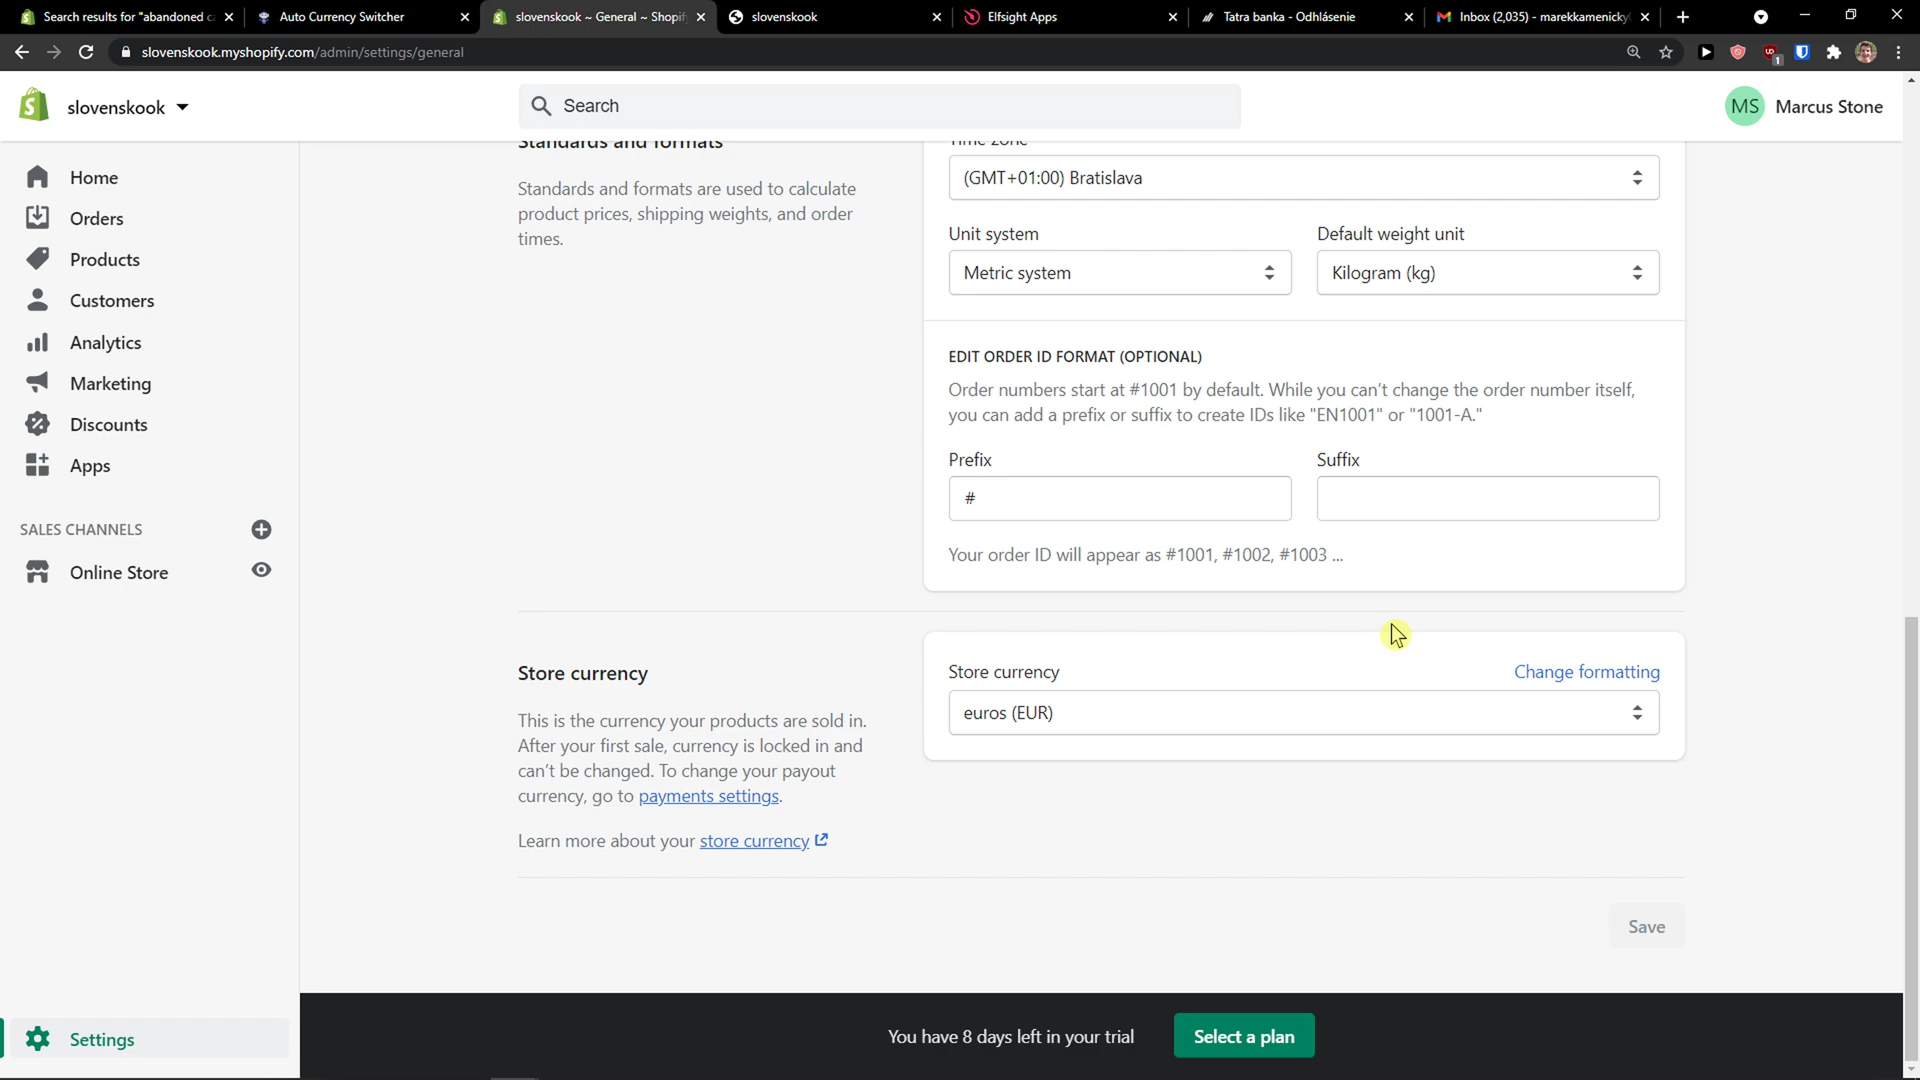 Search results for "abandoned ca
Auto Currency Switcher
slovenskook ~ General ~ Shopif
slovenskook
Elfsight Apps
Tatra banka - Odhlásenie
Inbox (2,035) - marekkamenicky
slovenskook.myshopify.com/admin/settings/general
1
slovenskook
Search
MS
Marcus Stone
Home
Orders
Products
Customers
Analytics
Marketing
Discounts
Apps
SALES CHANNELS
Online Store
Settings
Standards and formats
Standards and formats are used to calculate
product prices, shipping weights, and order
times.
Time zone
(GMT+01:00) Bratislava
Unit system
Default weight unit
Metric system
Kilogram (kg)
EDIT ORDER ID FORMAT (OPTIONAL)
Order numbers start at #1001 by default. While you can't change the order number itself,
you can add a prefix or suffix to create IDs like "EN1001" or "1001-A."
Prefix
Suffix
#
Your order ID will appear as #1001, #1002, #1003 ...
Store currency
This is the currency your products are sold in.
After your first sale, currency is locked in and
can't be changed. To change your payout
currency, go to payments settings.
Learn more about your store currency
Store currency
Change formatting
euros (EUR)
Save
You have 8 days left in your trial
Select a plan